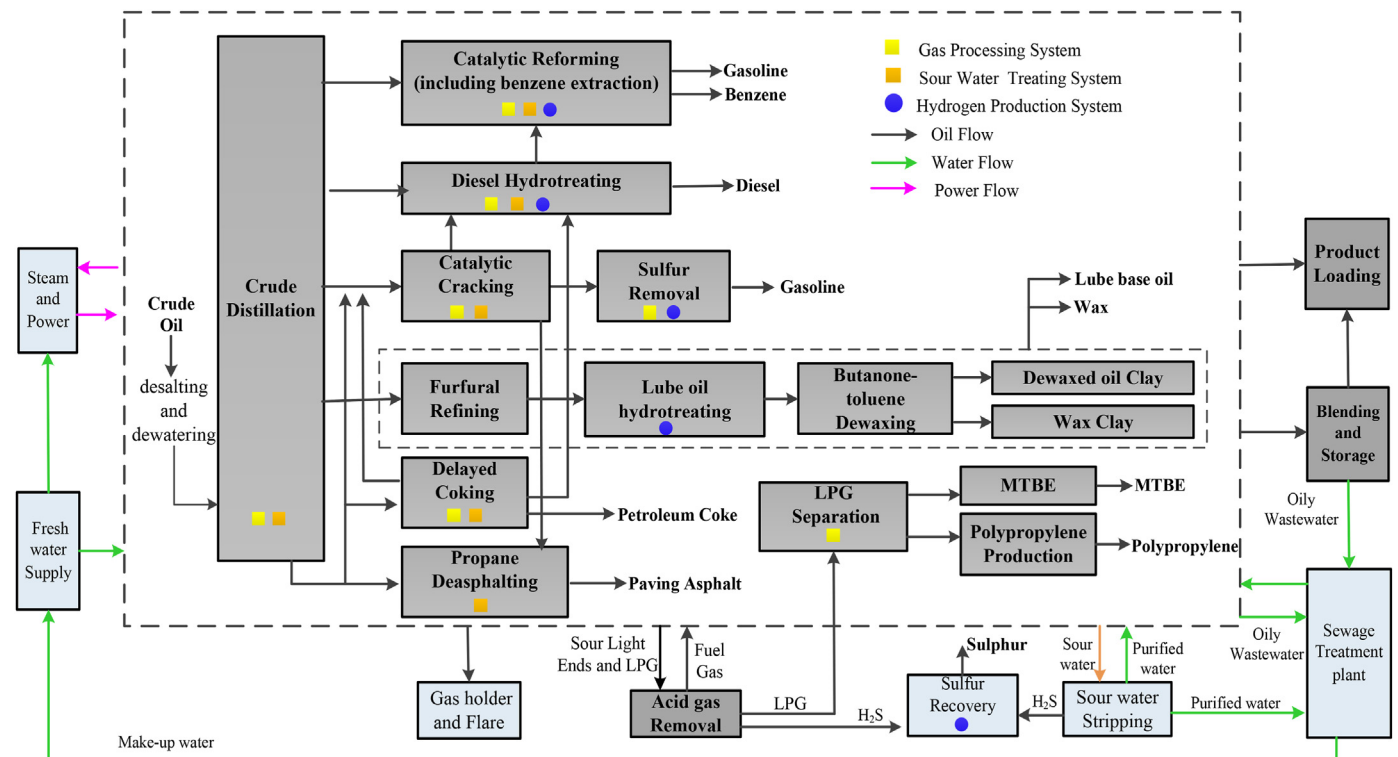 Catalytic Reforming
(including benzene extraction)
Gasoline
Benzene
Gas Processing System
Sour Water Treating System
Hydrogen Production System
Oil Flow
Water Flow
Power Flow
Diesel Hydrotreating
Diesel
Steam
and
Power
Crude
Oil
desalting
and
dewatering
Crude
Distillation
Catalytic
Cracking
Sulfur
Removal
Gasoline
Lube base oil
Wax
Product
Loading
Furfural
Refining
Lube oil
hydrotreating
Butanone-
toluene
Dewaxing
Dewaxed oil Clay
Wax Clay
Blending
and
Storage
Delayed
Coking
Petroleum Coke
LPG
Separation
MTBE
MTBE
Polypropylene
Production
Polypropylene
Oily
Wastewater
Fresh
water
Supply
Propane
Deasphalting
Paving Asphalt
Sour Light
Ends and LPG
Fuel
Gas
Sulphur
Sour
water
Purified
water
Oily
Wastewater
Sewage
Treatment
plant
Gas holder
and Flare
Acid gas
Removal
LPG
H₂S
Sulfur
Recovery
H₂S
Sour water
Stripping
Purified water
Make-up water